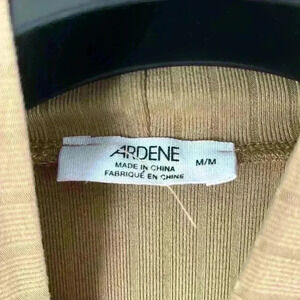 ARDENE
M/M
MADE IN CHINA
FABRIQUÉ EN CHINE